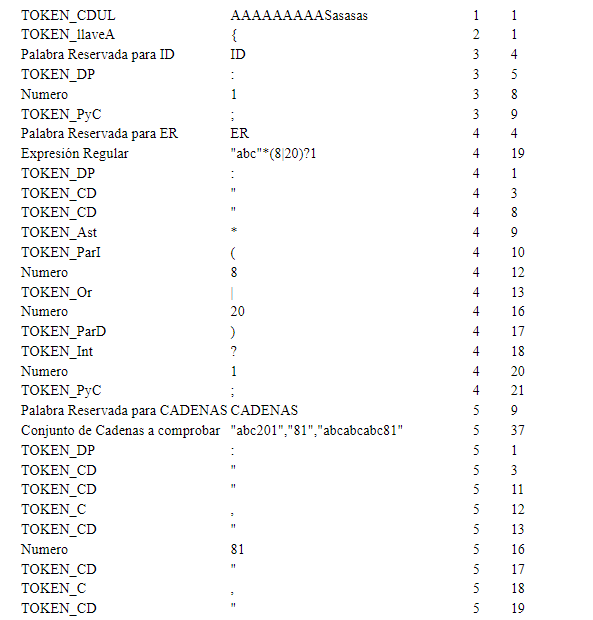 TOKEN_CDUL AAAAAAAAASasasas 1 1
TOKEN_llaveA { 2 1
Palabra Reservada para ID ID 3 4
TOKEN_DP : 3 5
Numero 1 3 8
TOKEN_PyC ; 3 9
Palabra Reservada para ER ER 4 4
Expresión Regular "abc"*(8|20)?1 4 19
TOKEN_DP : 4 1
TOKEN_CD " 4 3
TOKEN_CD " 4 8
TOKEN_Ast * 4 9
TOKEN_ParI ( 4 10
Numero 8 4 12
TOKEN_Or | 4 13
Numero 20 4 16
TOKEN_ParD ) 4 17
TOKEN_Int ? 4 18
Numero 1 4 20
TOKEN_PyC ; 4 21
Palabra Reservada para CADENAS CADENAS 5 9
Conjunto de Cadenas a comprobar "abc201","81","abcabcabc81" 5 37
TOKEN_DP : 5 1
TOKEN_CD " 5 3
TOKEN_CD " 5 11
TOKEN_C , 5 12
TOKEN_CD " 5 13
Numero 81 5 16
TOKEN_CD " 5 17
TOKEN_C , 5 18
TOKEN_CD " 5 19